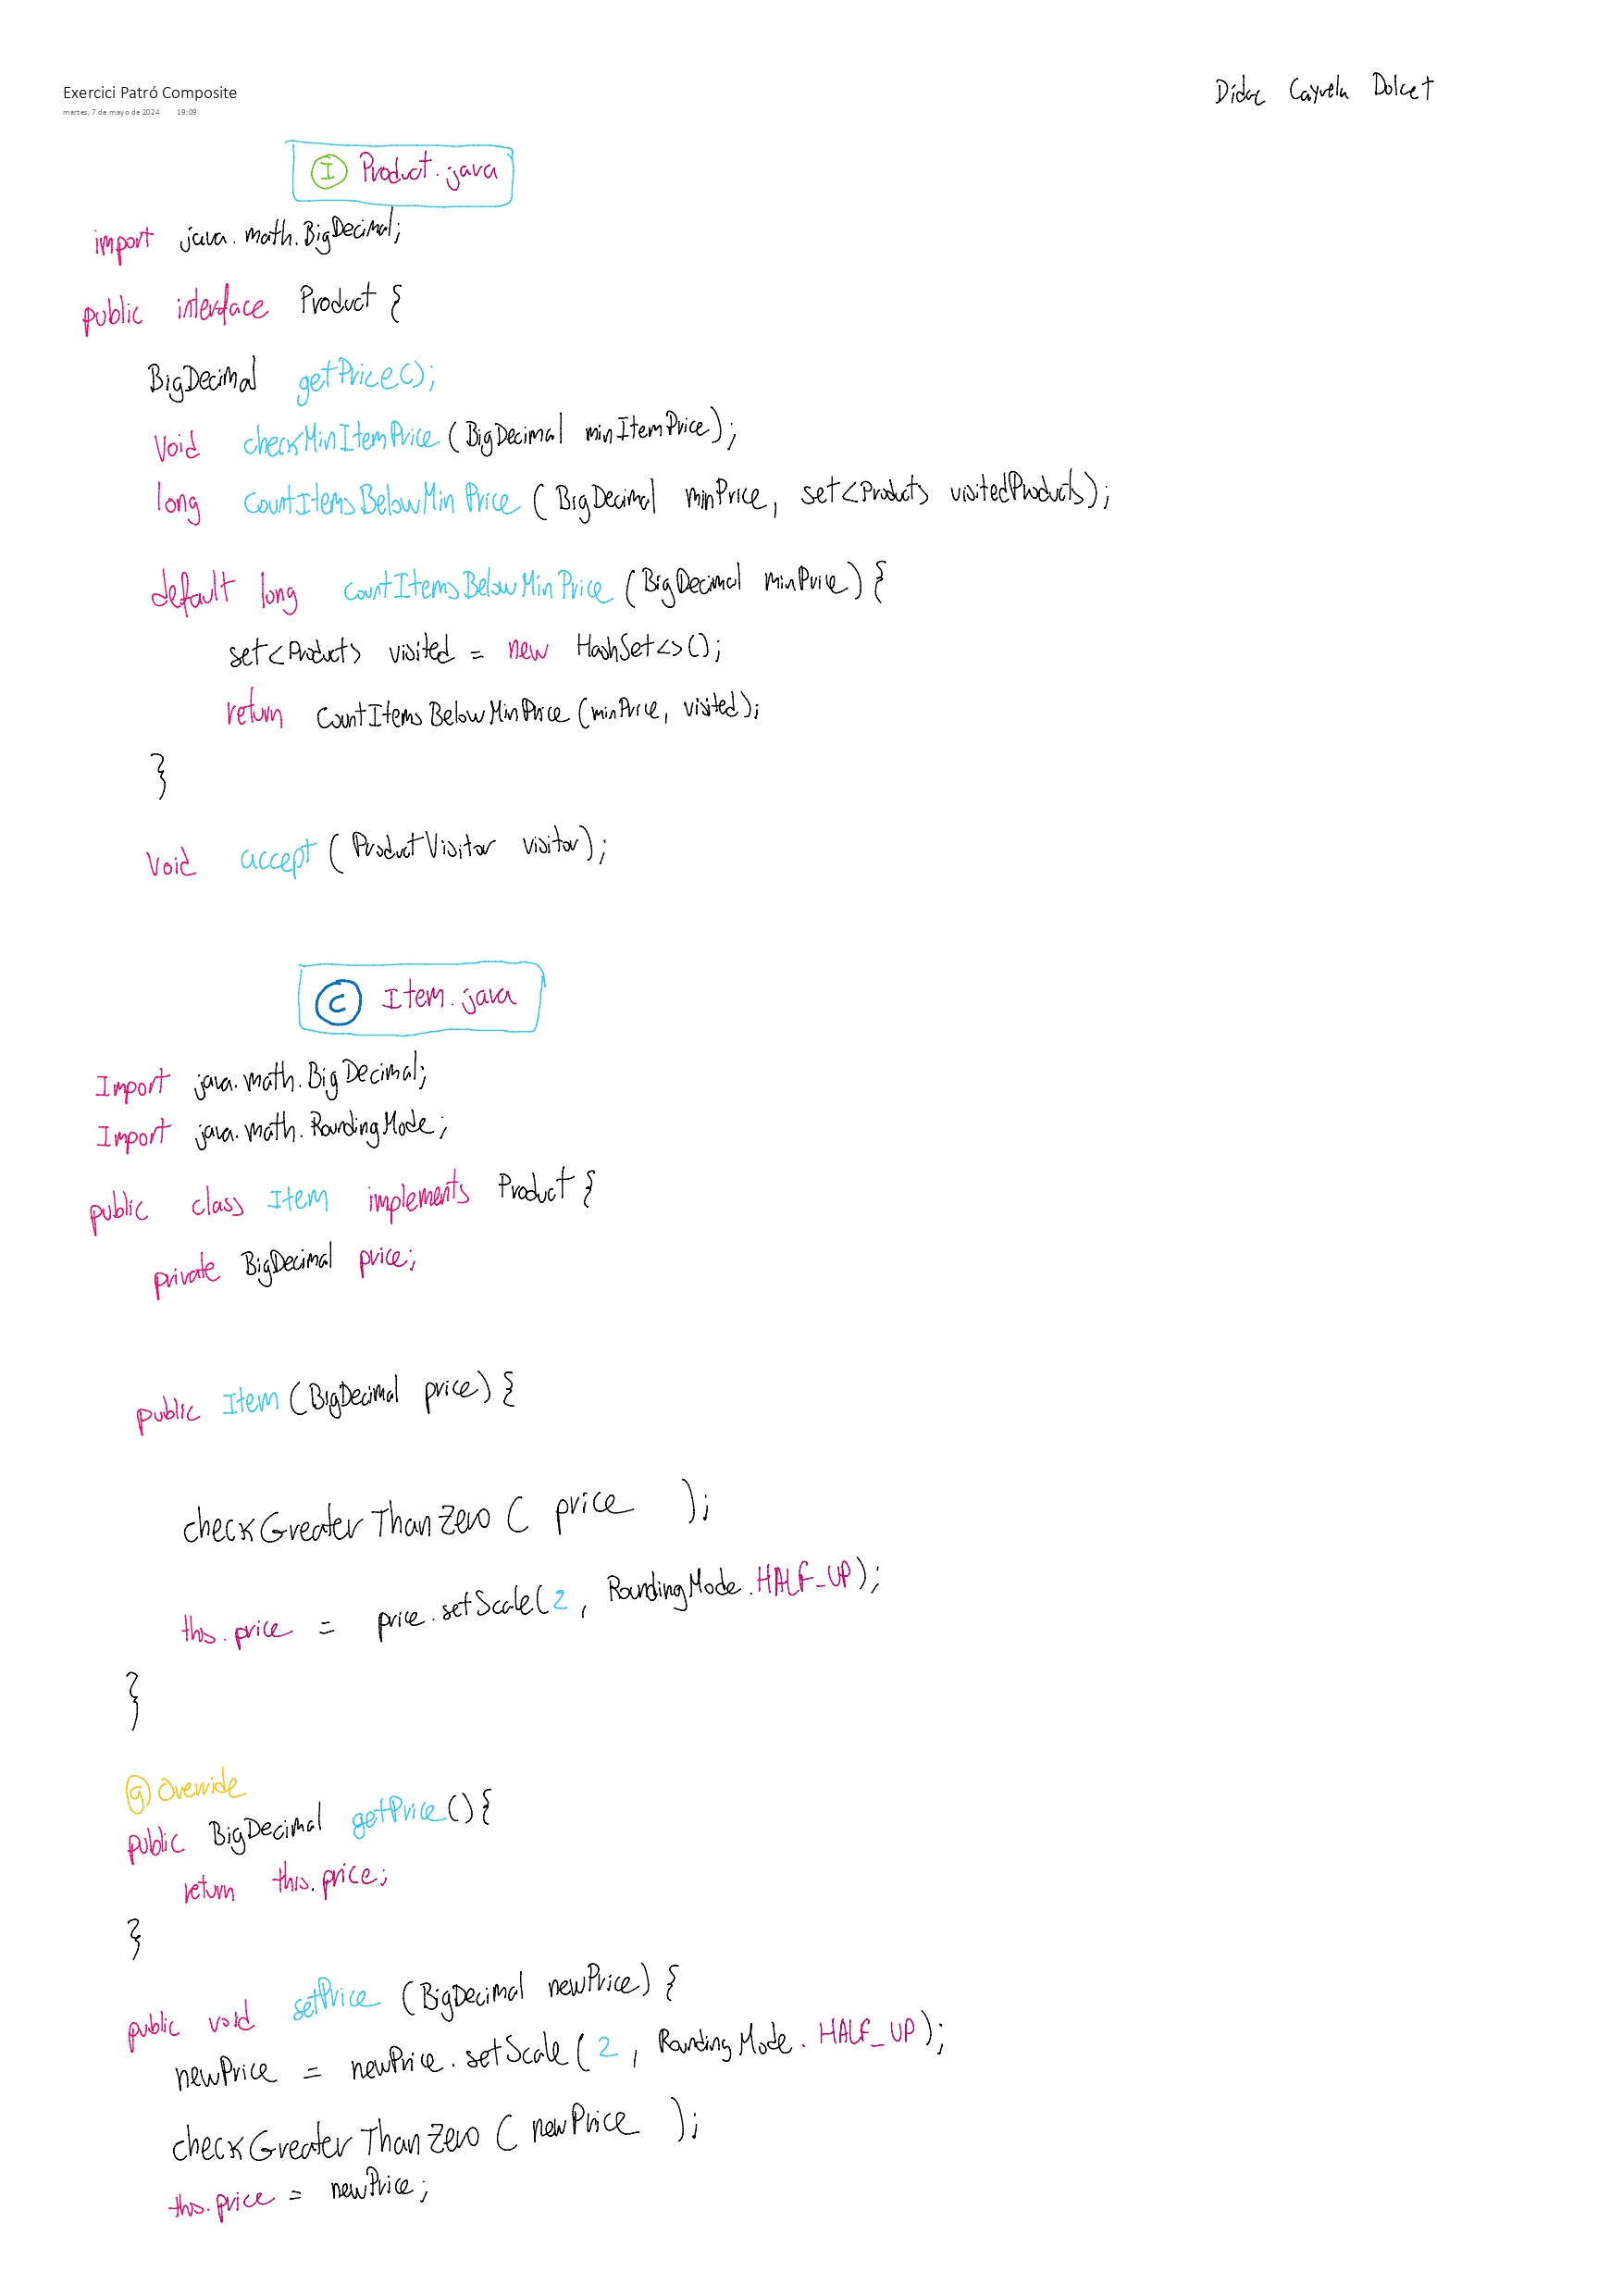 Exercici Patró Composite
martes, 7 de mayo de 2024 19:09
Dídac Cayuela Dolcet
I Product.java
import java.math.BigDecimal;
public interface Product {
BigDecimal getPrice();
Void checkMinItemPrice (BigDecimal minItemPrice);
long CountItemsBelowMinPrice (BigDecimal minPrice, set<Product> visitedProducts);
default long countItemsBelowMinPrice (BigDecimal minPrice) {
set<Product> visited = new HashSet<>();
return CountItemsBelowMinPrice (minPrice, visited);
}
Void accept (ProductVisitor visitor);
C Item.java
Import java.math.BigDecimal;
Import java.math.RoundingMode;
public class Item implements Product {
private BigDecimal price;
public Item (BigDecimal price) {
checkGreaterThanZero ( price );
this.price = price.setScale(2, RoundingMode.HALF_UP);
}
@Override
public BigDecimal getPrice() {
return this.price;
}
public void setPrice (BigDecimal newPrice) {
newPrice = newPrice.setScale(2, RoundingMode.HALF_UP);
checkGreaterThanZero ( newPrice );
this.price = newPrice;